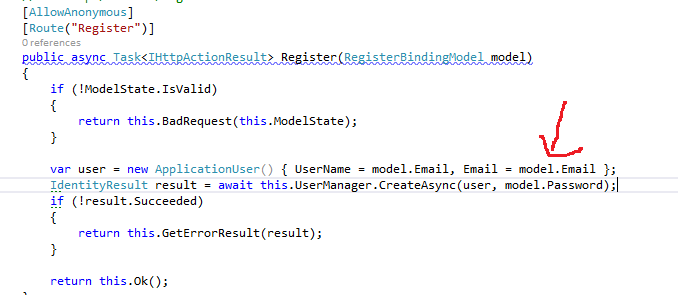 [AllowAnonymous]
[Route("Register")]
0 references
public async Task<IHttpActionResult> Register(RegisterBindingModel model)
{
if (!ModelState.IsValid)
{
return this.BadRequest(this.ModelState);
}
var user = new ApplicationUser() { UserName = model.Email, Email = model.Email };
IdentityResult result = await this.UserManager.CreateAsync(user, model.Password);
if (!result.Succeeded)
{
return this.GetErrorResult(result);
}
return this.Ok();